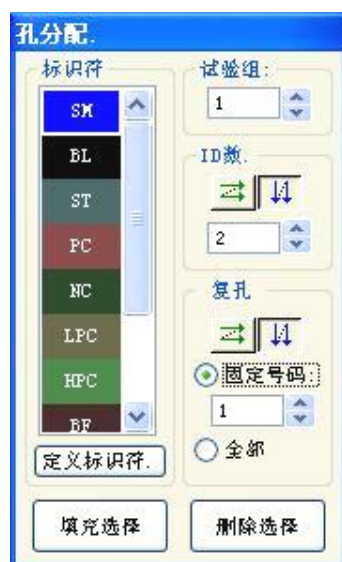 孔分配.
标识符
SM
BL
ST
PC
NC
LPC
HPC
BF
定义标识符.
试验组:
1
ID数.
2
复孔
固定号码:
1
全部
填充选择
删除选择